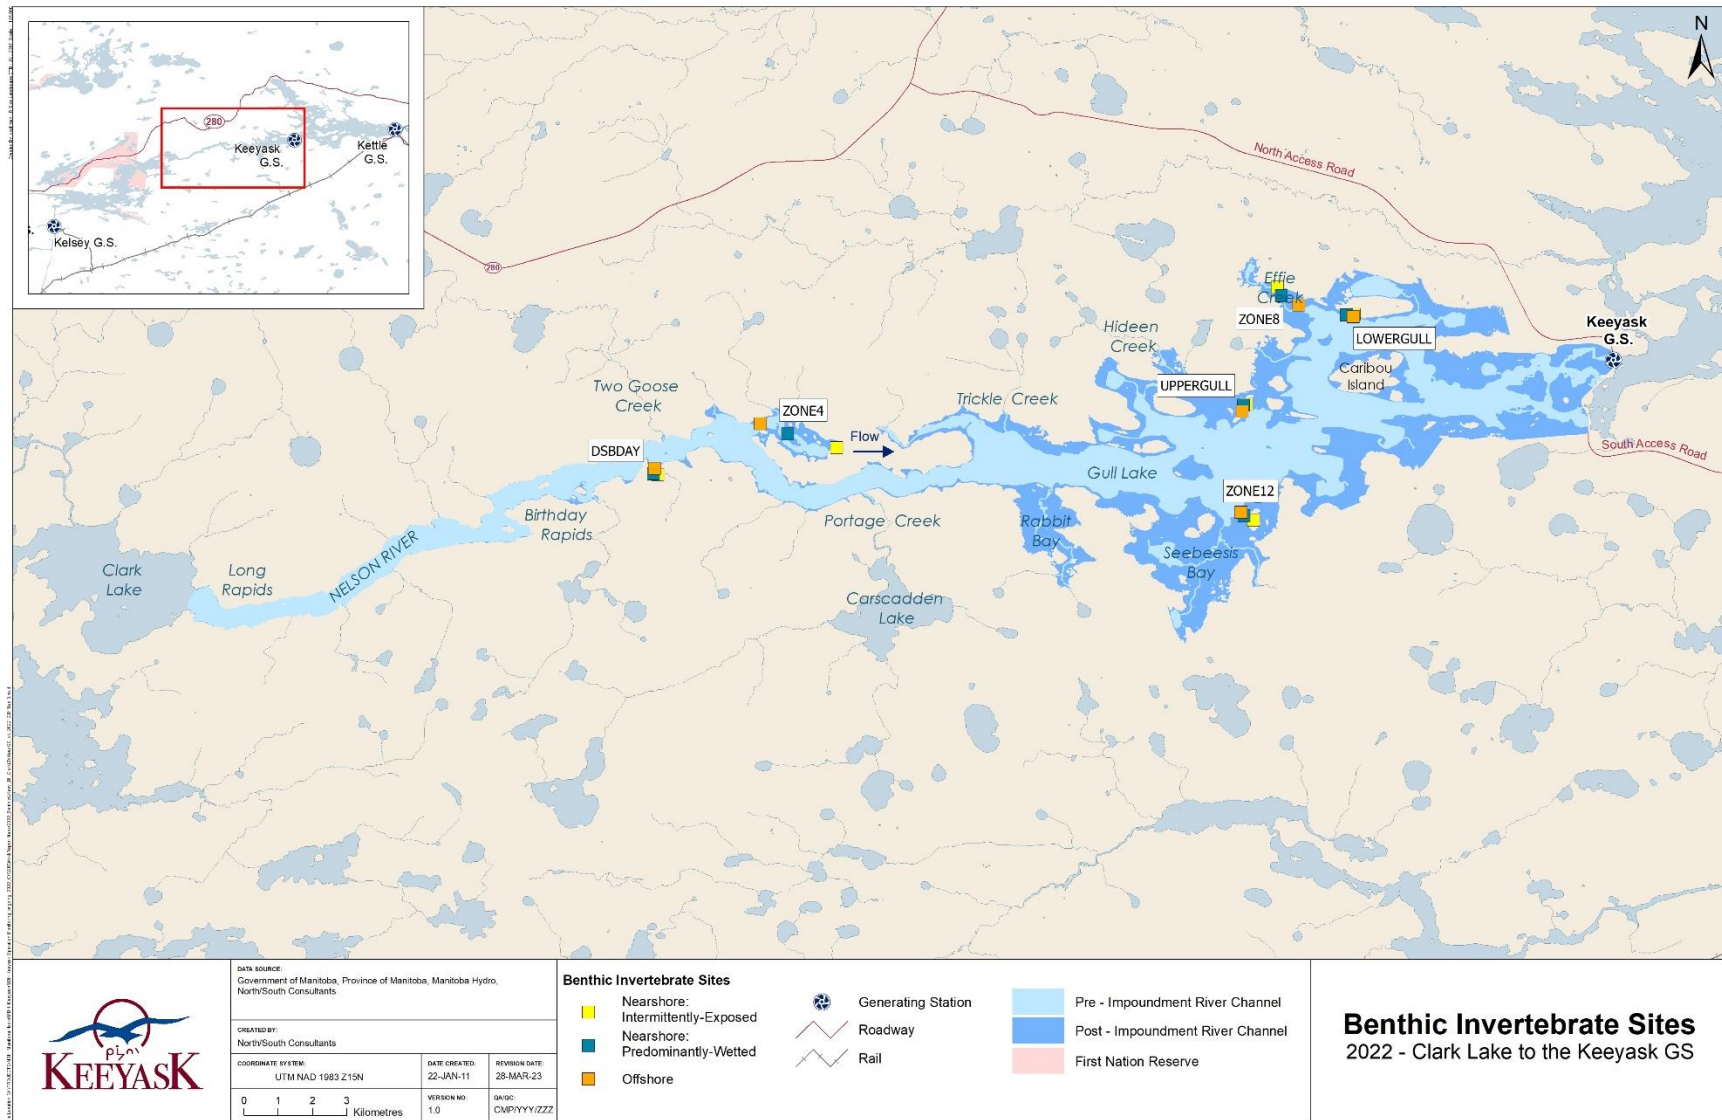 N
280
Keeyask
G.S.
Kettle
G.S.
Kelsey G.S.
280
North Access Road
Effie
Creek
ZONE8
Hideen
Creek
LOWERGULL
Keeyask
G.S.
Caribou
Island
UPPERGULL
Two Goose
Creek
ZONE4
Trickle Creek
Flow
DSBDAY
South Access Road
Gull Lake
ZONE12
Birthday
Rapids
Portage Creek
Rabbit
Bay
Seebeesis
Bay
NELSON RIVER
Clark
Lake
Long
Rapids
Carscadden
Lake
KEEYASK
DATA SOURCE:
Government of Manitoba, Province of Manitoba, Manitoba Hydro,
North/South Consultants
CREATED BY:
North/South Consultants
COORDINATE SYSTEM:
UTM NAD 1983 Z15N
DATE CREATED:
22-JAN-11
REVISION DATE:
28-MAR-23
0 1 2 3
Kilometres
VERSION NO:
1.0
QA/QC:
CMP/YYY/ZZZ
Benthic Invertebrate Sites
Nearshore:
Intermittently-Exposed
Nearshore:
Predominantly-Wetted
Offshore
Generating Station
Roadway
Rail
Pre - Impoundment River Channel
Post - Impoundment River Channel
First Nation Reserve
Benthic Invertebrate Sites
2022 - Clark Lake to the Keeyask GS